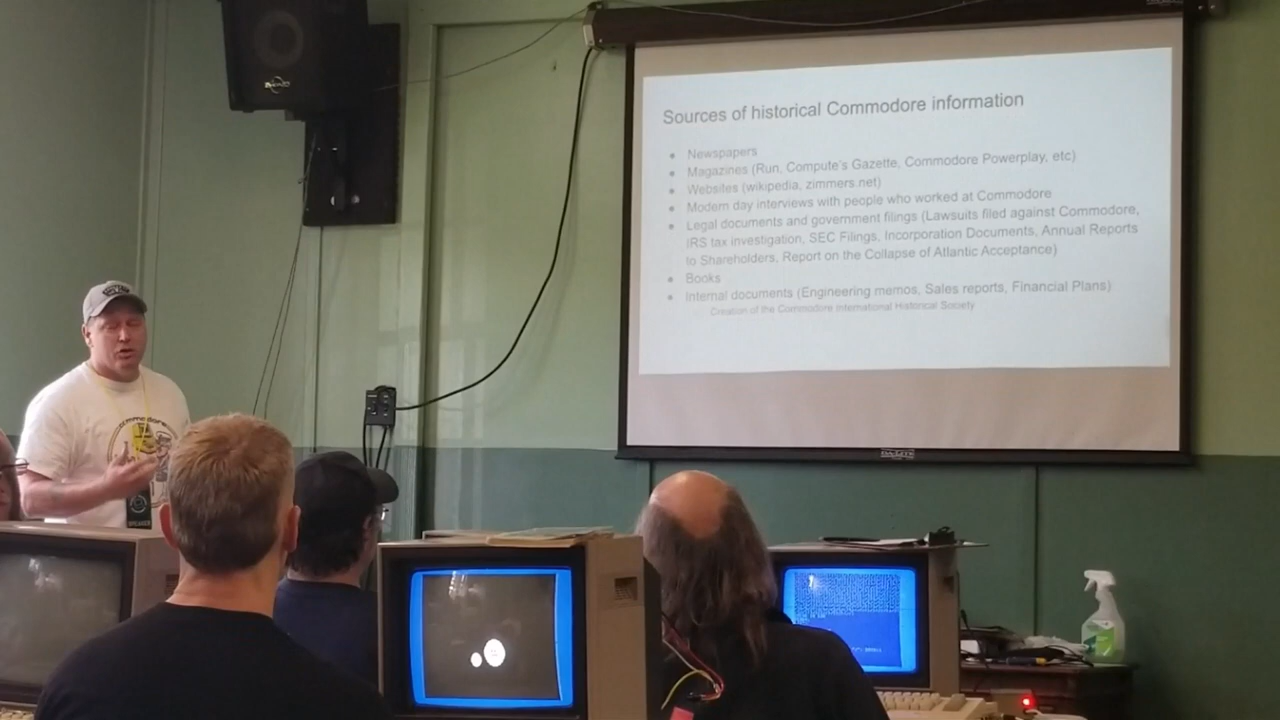 Sources of historical Commodore information
Newspapers
Magazines (Run, Compute's Gazette, Commodore Powerplay, etc)
Websites (wikipedia, zimmers.net)
Modern day interviews with people who worked at Commodore
Legal documents and government filings (Lawsuits filed against Commodore,
IRS tax investigation, SEC Filings, Incorporation Documents, Annual Reports
to Shareholders, Report on the Collapse of Atlantic Acceptance)
Books
Internal documents (Engineering memos, Sales reports, Financial Plans)
Creation of the Commodore International Historical Society
DA-LITE
SPEAKER